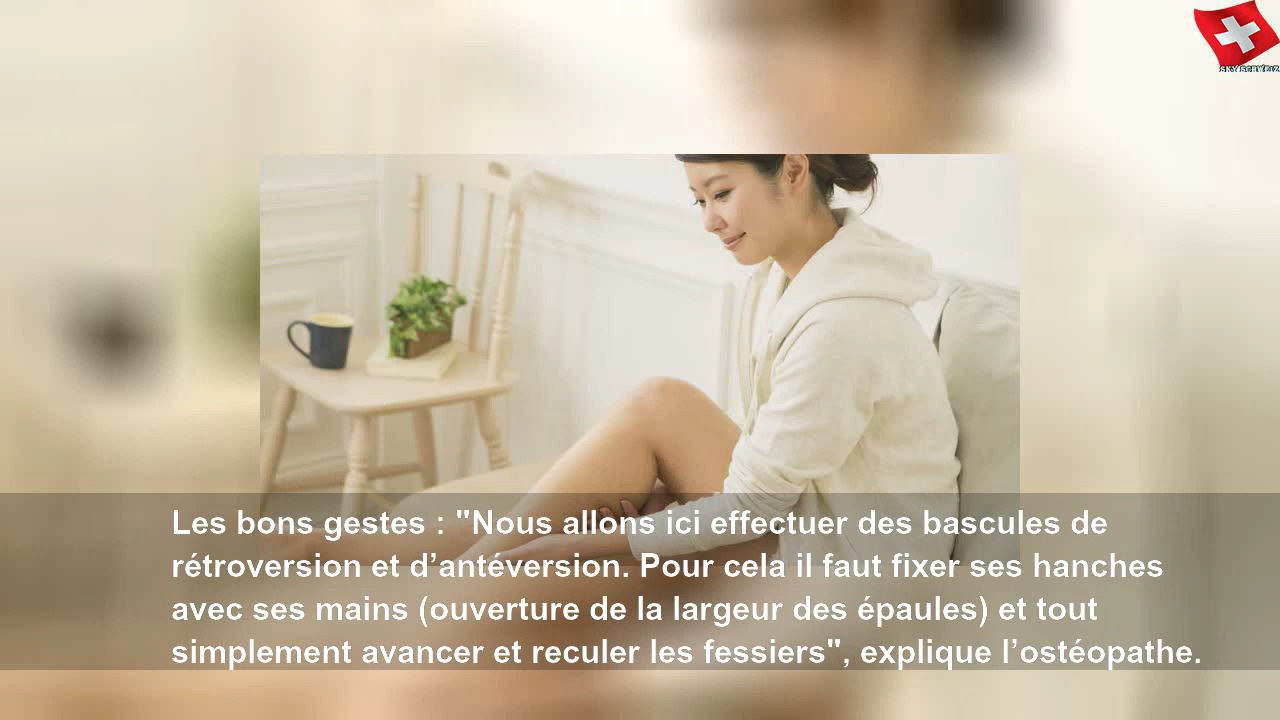 Les bons gestes : "Nous allons ici effectuer des bascules de
rétroversion et d’antéversion. Pour cela il faut fixer ses hanches
avec ses mains (ouverture de la largeur des épaules) et tout
simplement avancer et reculer les fessiers", explique l’ostéopathe.